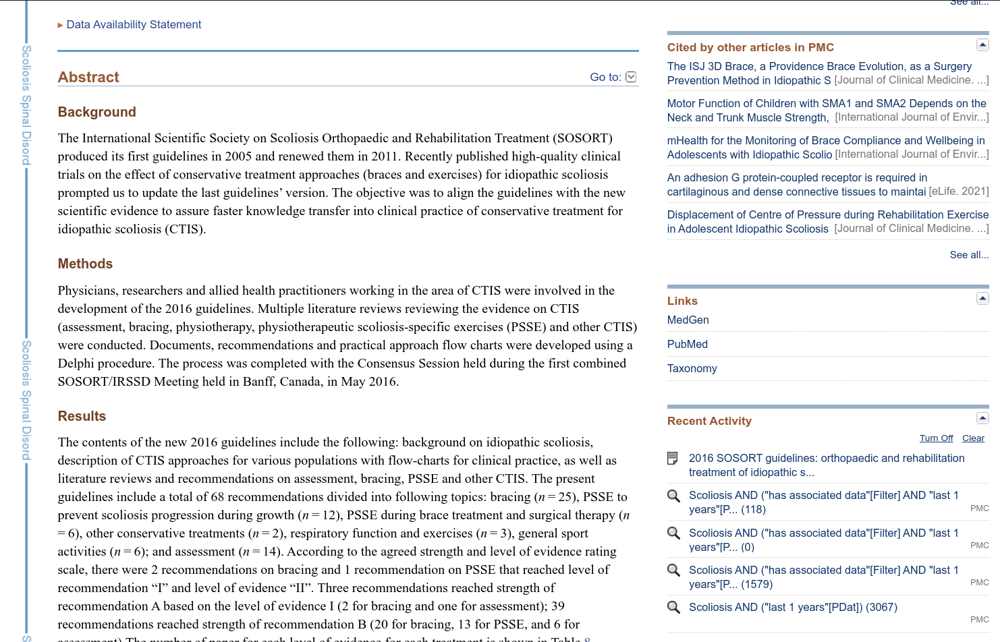 See all...
▸ Data Availability Statement
Abstract
Go to:
Background
The International Scientific Society on Scoliosis Orthopaedic and Rehabilitation Treatment (SOSORT)
produced its first guidelines in 2005 and renewed them in 2011. Recently published high-quality clinical
trials on the effect of conservative treatment approaches (braces and exercises) for idiopathic scoliosis
prompted us to update the last guidelines’ version. The objective was to align the guidelines with the new
scientific evidence to assure faster knowledge transfer into clinical practice of conservative treatment for
idiopathic scoliosis (CTIS).
Methods
Physicians, researchers and allied health practitioners working in the area of CTIS were involved in the
development of the 2016 guidelines. Multiple literature reviews reviewing the evidence on CTIS
(assessment, bracing, physiotherapy, physiotherapeutic scoliosis-specific exercises (PSSE) and other CTIS)
were conducted. Documents, recommendations and practical approach flow charts were developed using a
Delphi procedure. The process was completed with the Consensus Session held during the first combined
SOSORT/IRSSD Meeting held in Banff, Canada, in May 2016.
Results
The contents of the new 2016 guidelines include the following: background on idiopathic scoliosis,
description of CTIS approaches for various populations with flow-charts for clinical practice, as well as
literature reviews and recommendations on assessment, bracing, PSSE and other CTIS. The present
guidelines include a total of 68 recommendations divided into following topics: bracing (n = 25), PSSE to
prevent scoliosis progression during growth (n = 12), PSSE during brace treatment and surgical therapy (n
= 6), other conservative treatments (n = 2), respiratory function and exercises (n = 3), general sport
activities (n = 6); and assessment (n = 14). According to the agreed strength and level of evidence rating
scale, there were 2 recommendations on bracing and 1 recommendation on PSSE that reached level of
recommendation “I” and level of evidence “II”. Three recommendations reached strength of
recommendation A based on the level of evidence I (2 for bracing and one for assessment); 39
recommendations reached strength of recommendation B (20 for bracing, 13 for PSSE, and 6 for
assessment).The number of paper for each level of evidence for each treatment is shown in Table 8.
Scoliosis Spinal Disord
Scoliosis Spinal Disord
S
Cited by other articles in PMC
The ISJ 3D Brace, a Providence Brace Evolution, as a Surgery
Prevention Method in Idiopathic S [Journal of Clinical Medicine. ...]
Motor Function of Children with SMA1 and SMA2 Depends on the
Neck and Trunk Muscle Strength, [International Journal of Envir...]
mHealth for the Monitoring of Brace Compliance and Wellbeing in
Adolescents with Idiopathic Scolio [International Journal of Envir...]
An adhesion G protein-coupled receptor is required in
cartilaginous and dense connective tissues to maintai [eLife. 2021]
Displacement of Centre of Pressure during Rehabilitation Exercise
in Adolescent Idiopathic Scoliosis [Journal of Clinical Medicine. ...]
See all...
Links
MedGen
PubMed
Taxonomy
Recent Activity
Turn Off Clear
2016 SOSORT guidelines: orthopaedic and rehabilitation
treatment of idiopathic s...
Scoliosis AND ("has associated data"[Filter] AND "last 1
years"[P... (118)
PMC
Scoliosis AND ("has associated data"[Filter] AND "last 1
years"[P... (0)
PMC
Scoliosis AND ("has associated data"[Filter] AND "last 1
years"[P... (1579)
PMC
Scoliosis AND ("last 1 years"[PDat]) (3067)
PMC